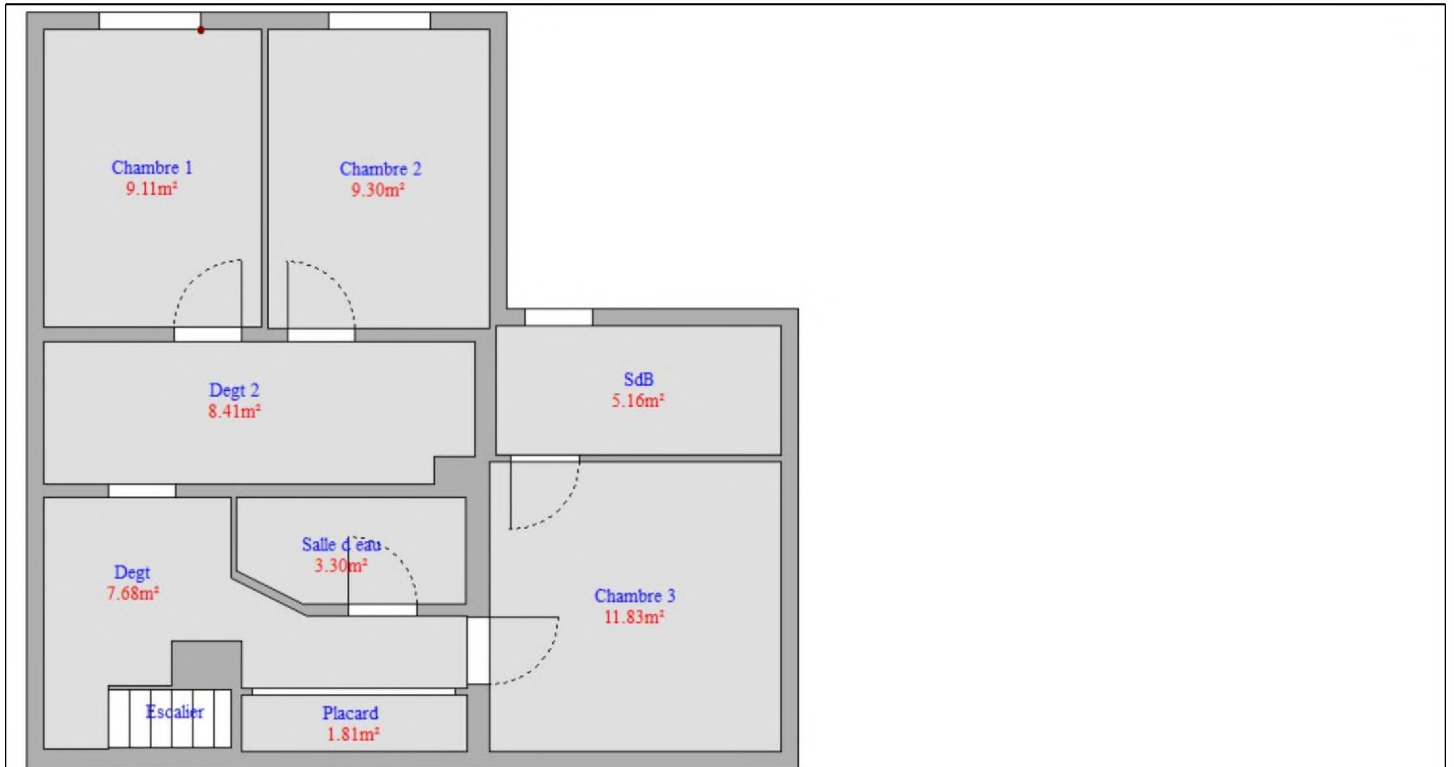 Chambre 1
9.11m²
Chambre 2
9.30m²
Degt 2
8.41m²
SdB
5.16m²
Salle d eau
3.30m²
Degt
7.68m²
Chambre 3
11.83m²
Escalier
Placard
1.81m²